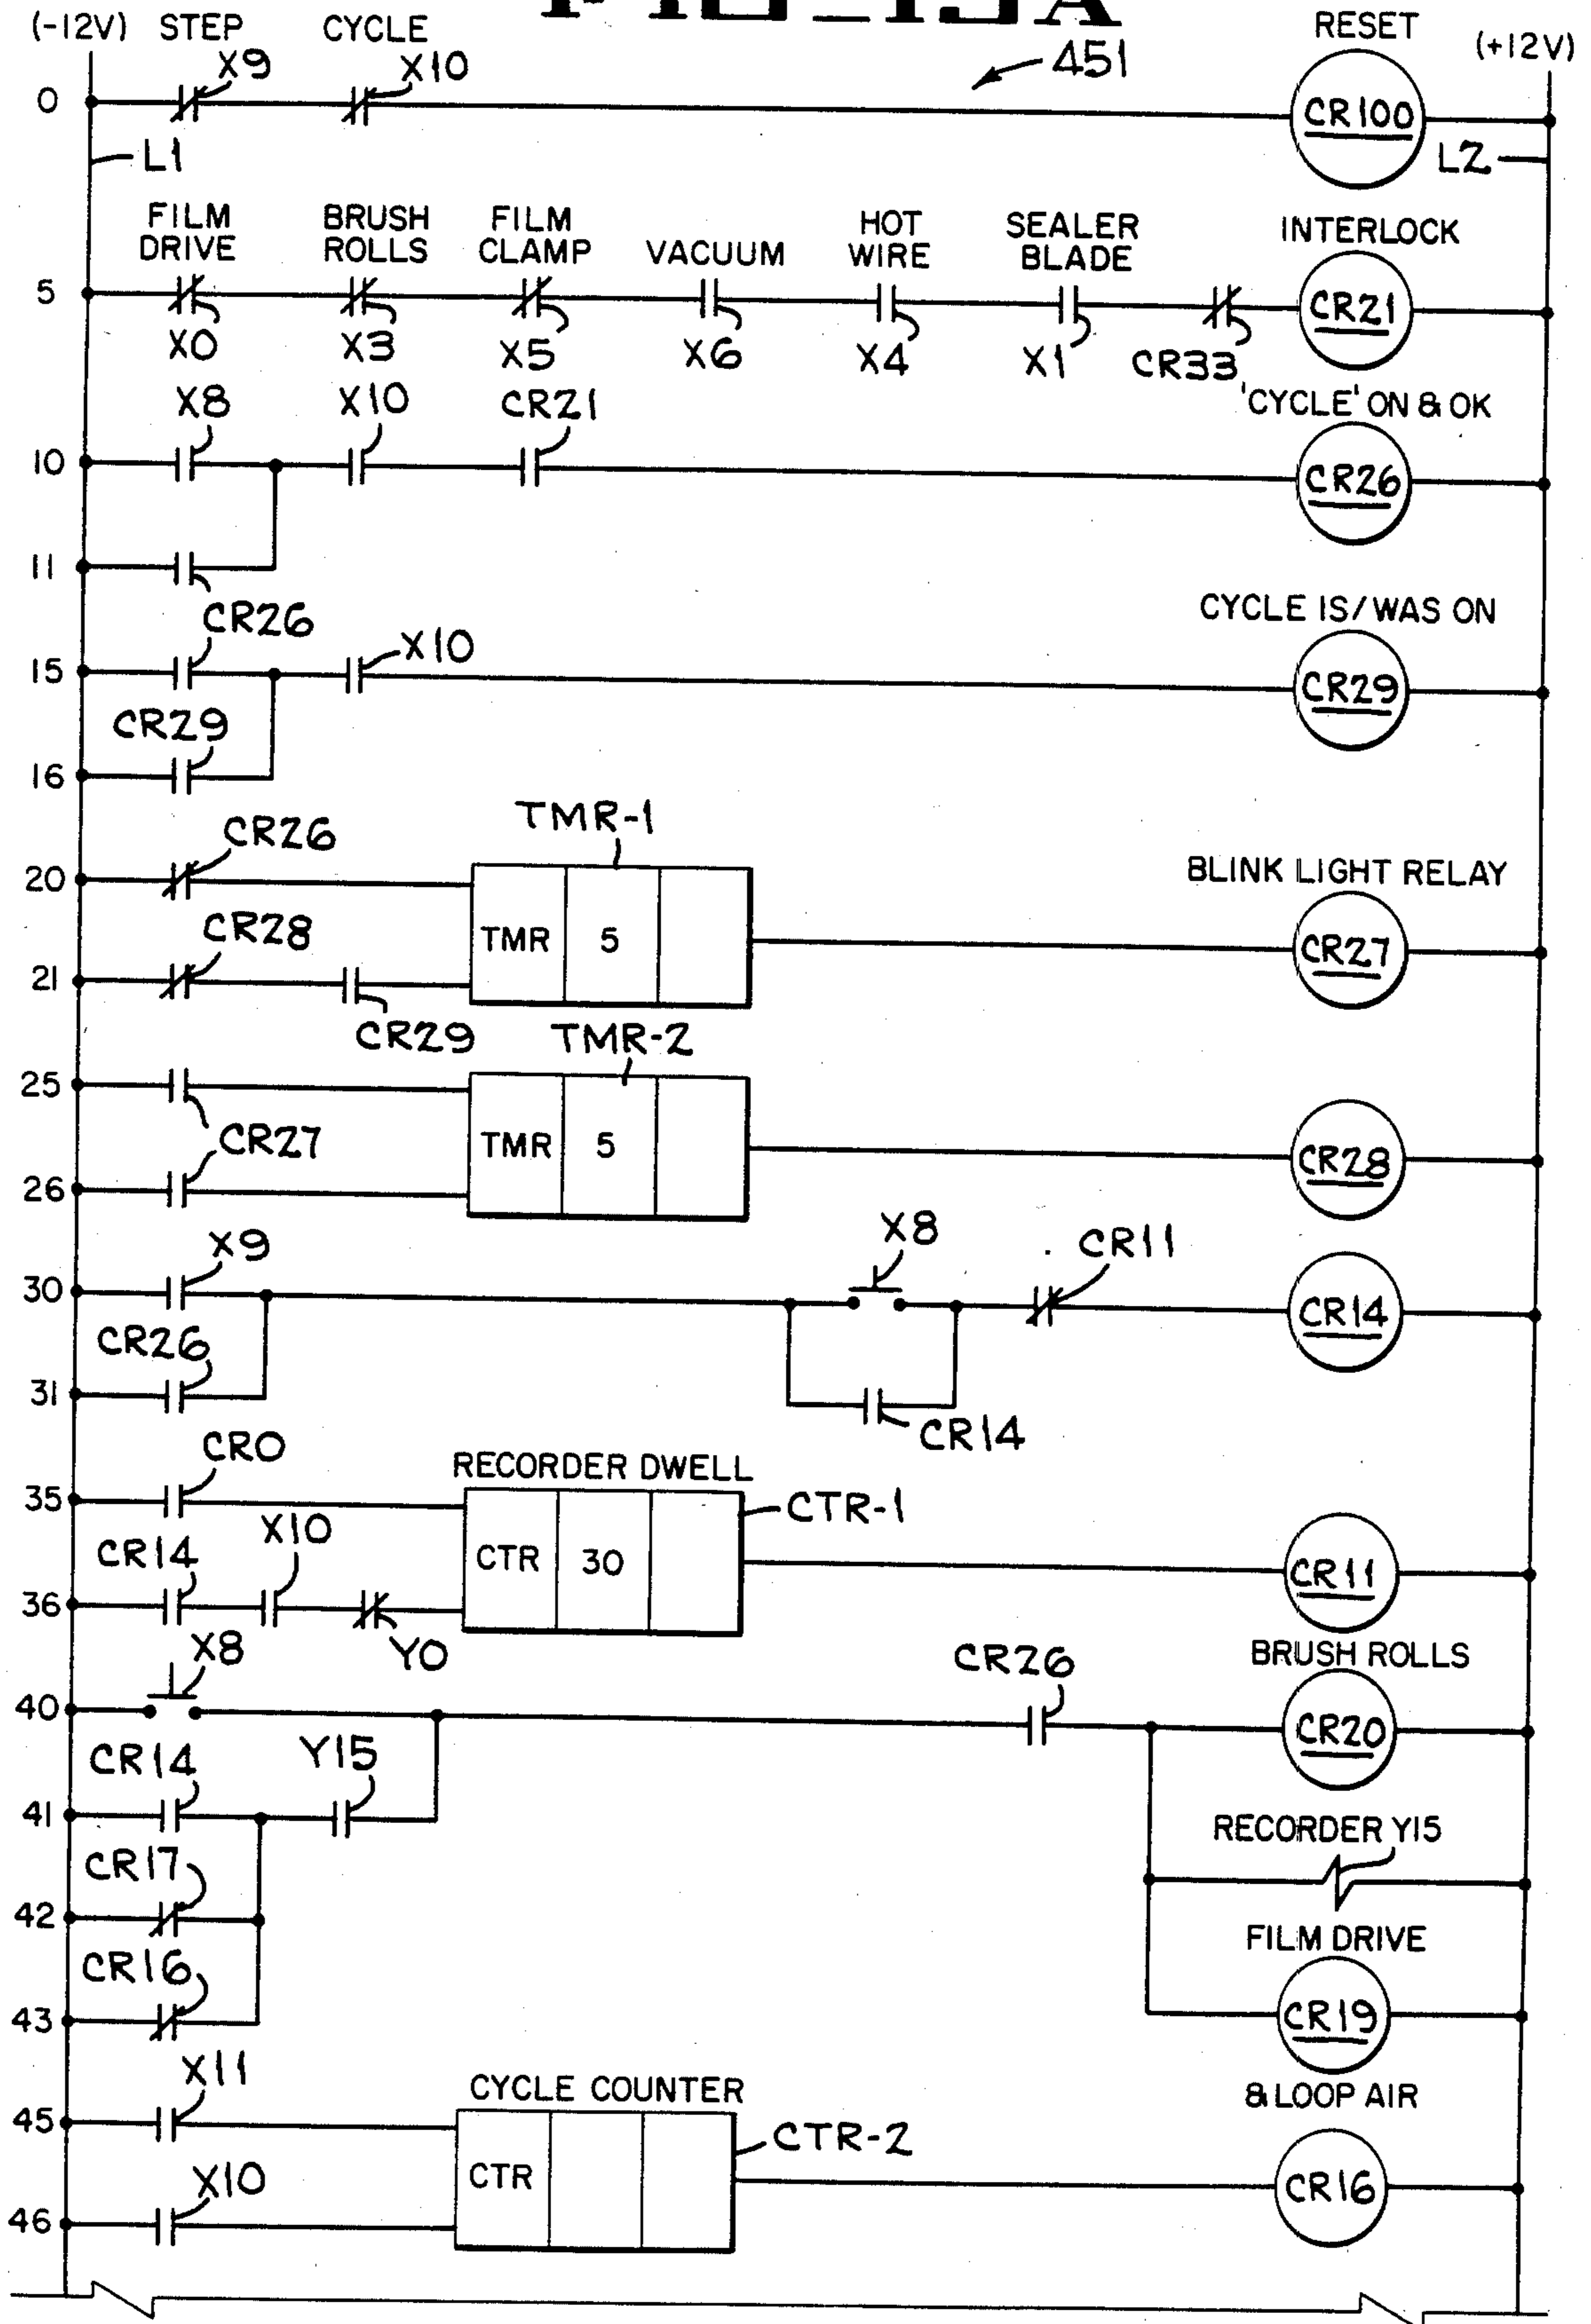 (-12V) STEP CYCLE RESET (+12V)
X9 X10 451
0 CR100
L1 L2
FILM DRIVE BRUSH ROLLS FILM CLAMP VACUUM HOT WIRE SEALER BLADE INTERLOCK
5 CR21
X0 X3 X5 X6 X4 X1 CR33
X8 X10 CR21 'CYCLE' ON & OK
10 CR26
11
CR26 CYCLE IS/WAS ON
15 X10 CR29
CR29
16
TMR-1
CR26 BLINK LIGHT RELAY
20
CR28 TMR 5 CR27
21
CR29 TMR-2
25
CR27 TMR 5 CR28
26
X9 X8 CR11
30 CR14
CR26
31 CR14
CR0 RECORDER DWELL
35 CTR-1
CR14 X10 CTR 30 CR11
36
X8 Y0 CR26 BRUSH ROLLS
40 CR20
CR14 Y15
41 RECORDER Y15
CR17
42 FILM DRIVE
CR16
43 CR19
X11 CYCLE COUNTER & LOOP AIR
45 CTR-2
X10 CTR CR16
46